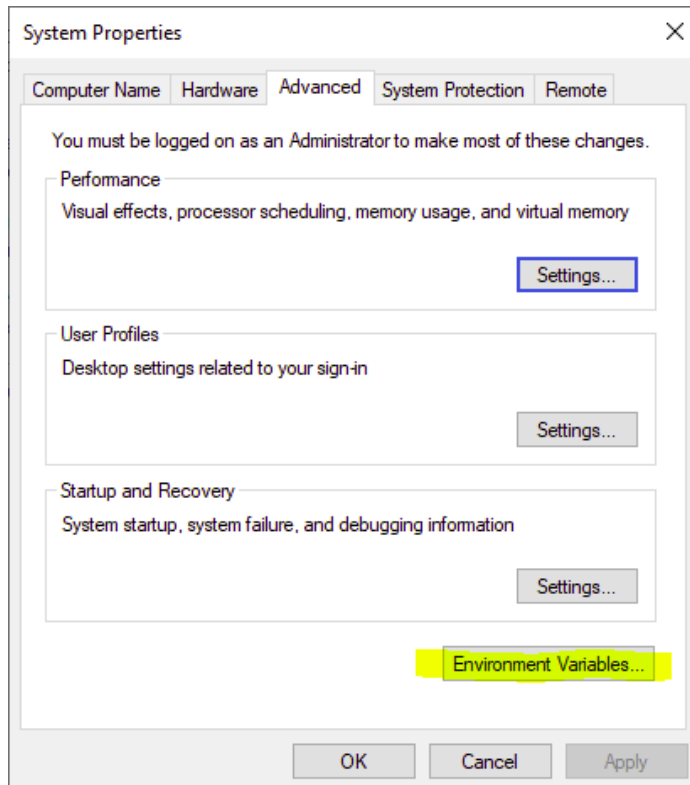 System Properties
Computer Name Hardware Advanced System Protection Remote
You must be logged on as an Administrator to make most of these changes.
Performance
Visual effects, processor scheduling, memory usage, and virtual memory
Settings...
User Profiles
Desktop settings related to your sign-in
Settings...
Startup and Recovery
System startup, system failure, and debugging information
Settings...
Environment Variables...
OK Cancel Apply